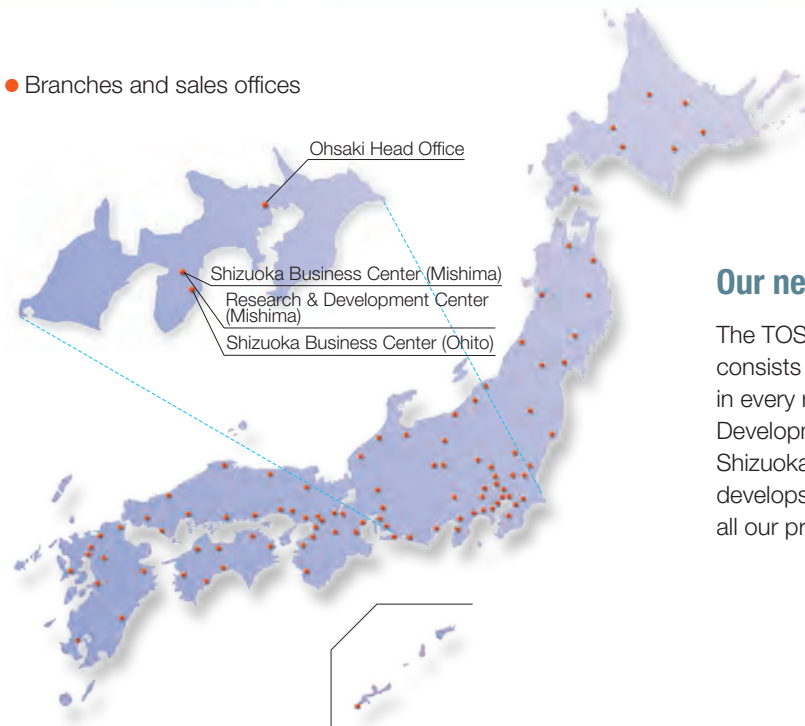 Branches and sales offices
Ohsaki Head Office
Shizuoka Business Center (Mishima)
Research & Development Center
(Mishima)
Shizuoka Business Center (Ohito)
Our ne
The TOS
consists
in every r
Developm
Shizuoka
develops
all our pr